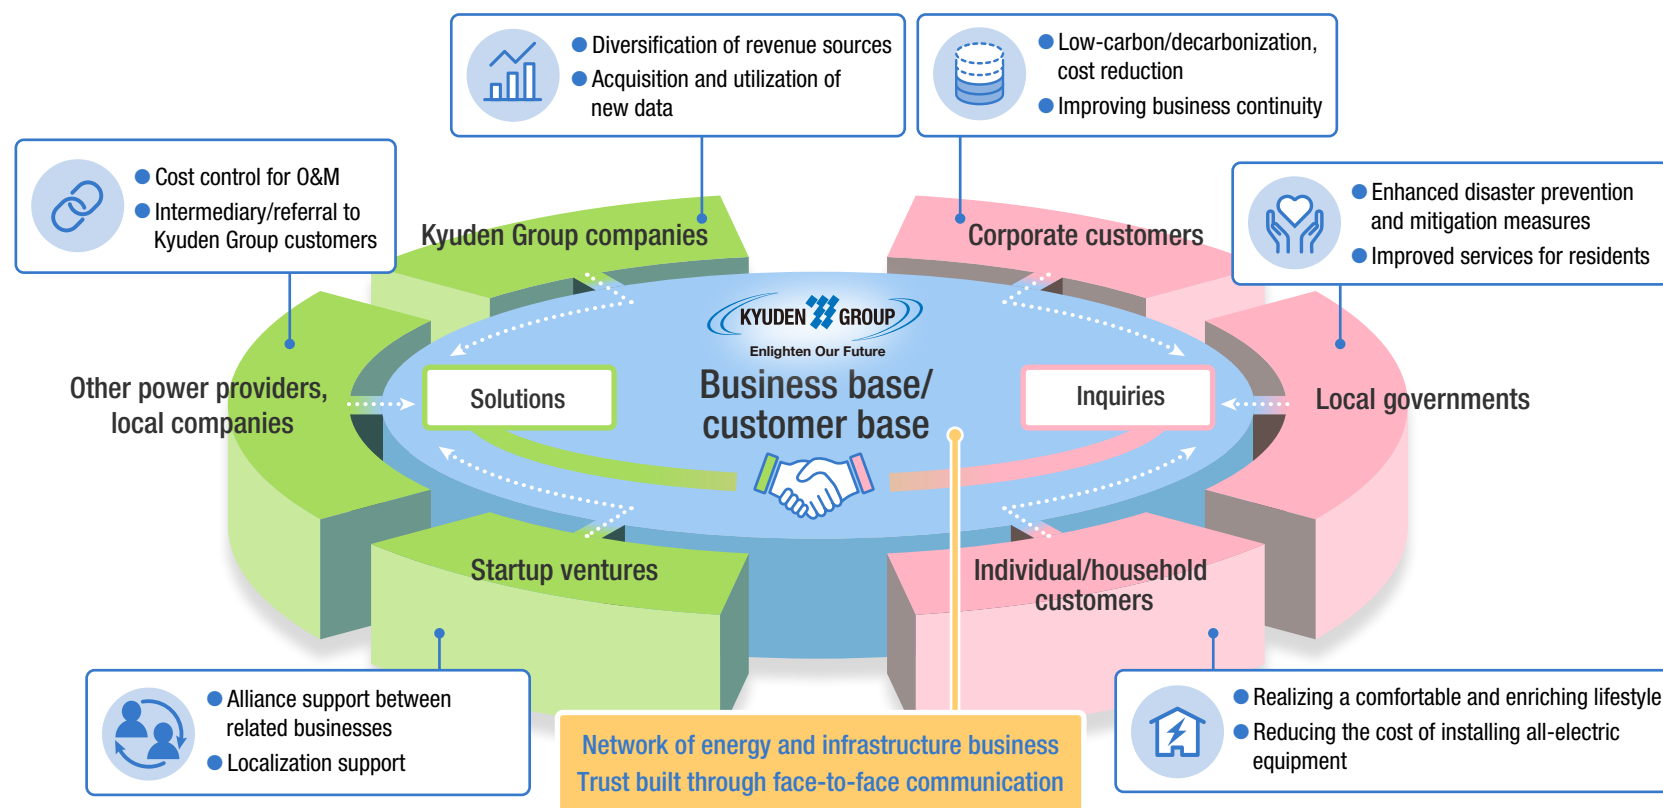 Diversification of revenue sources
Acquisition and utilization of
new data
Low-carbon/decarbonization,
cost reduction
Improving business continuity
Cost control for O&M
Intermediary/referral to
Kyuden Group customers
Enhanced disaster prevention
and mitigation measures
Improved services for residents
Kyuden Group companies
Corporate customers
KYUDEN GROUP
Enlighten Our Future
Business base/
customer base
Other power providers,
local companies
Solutions
Inquiries
Local governments
Startup ventures
Individual/household
customers
Alliance support between
related businesses
Localization support
Network of energy and infrastructure business
Trust built through face-to-face communication
Realizing a comfortable and enriching lifestyle
Reducing the cost of installing all-electric
equipment